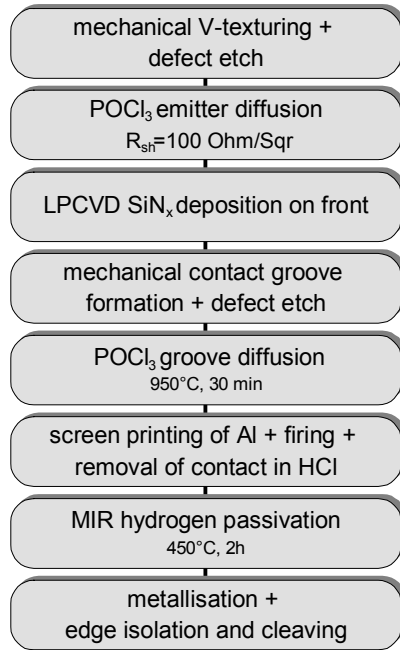 mechanical V-texturing +
defect etch
POCl₃ emitter diffusion
Rsh=100 Ohm/Sqr
LPCVD SiNₓ deposition on front
mechanical contact groove
formation + defect etch
POCl₃ groove diffusion
950°C, 30 min
screen printing of Al + firing +
removal of contact in HCl
MIR hydrogen passivation
450°C, 2h
metallisation +
edge isolation and cleaving